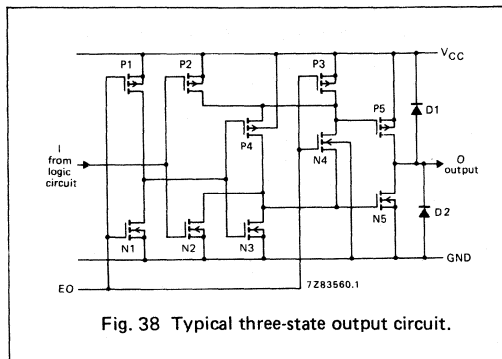 P1
P2
P3
VCC
P4
P5
D1
I
from
logic
circuit
N4
O
output
N1
N2
N3
N5
D2
GND
EO
7Z83560.1
Fig. 38 Typical three-state output circuit.